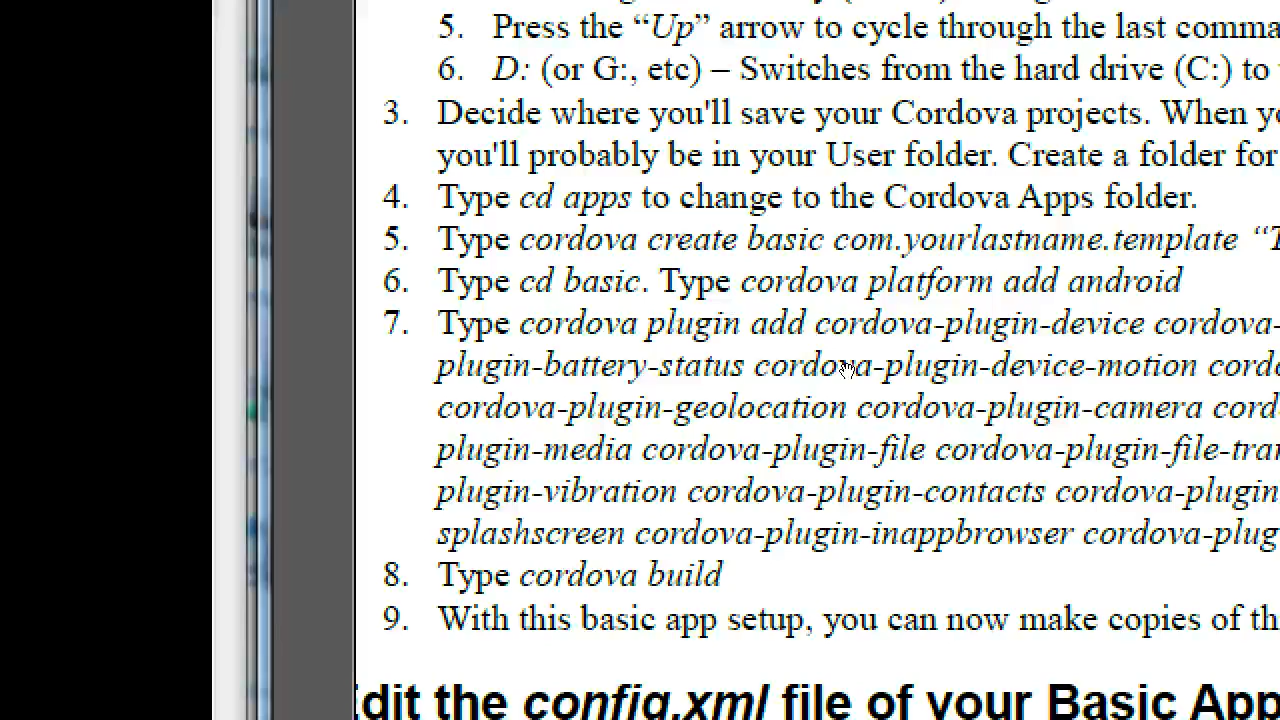 5. Press the “Up” arrow to cycle through the last comma
6. D: (or G:, etc) – Switches from the hard drive (C:) to
3. Decide where you'll save your Cordova projects. When yo
you'll probably be in your User folder. Create a folder for
4. Type cd apps to change to the Cordova Apps folder.
5. Type cordova create basic com.yourlastname.template “T
6. Type cd basic. Type cordova platform add android
7. Type cordova plugin add cordova-plugin-device cordova-
plugin-battery-status cordova-plugin-device-motion cordo
cordova-plugin-geolocation cordova-plugin-camera cord
plugin-media cordova-plugin-file cordova-plugin-file-tran
plugin-vibration cordova-plugin-contacts cordova-plugin
splashscreen cordova-plugin-inappbrowser cordova-plug
8. Type cordova build
9. With this basic app setup, you can now make copies of th
Edit the config.xml file of your Basic App